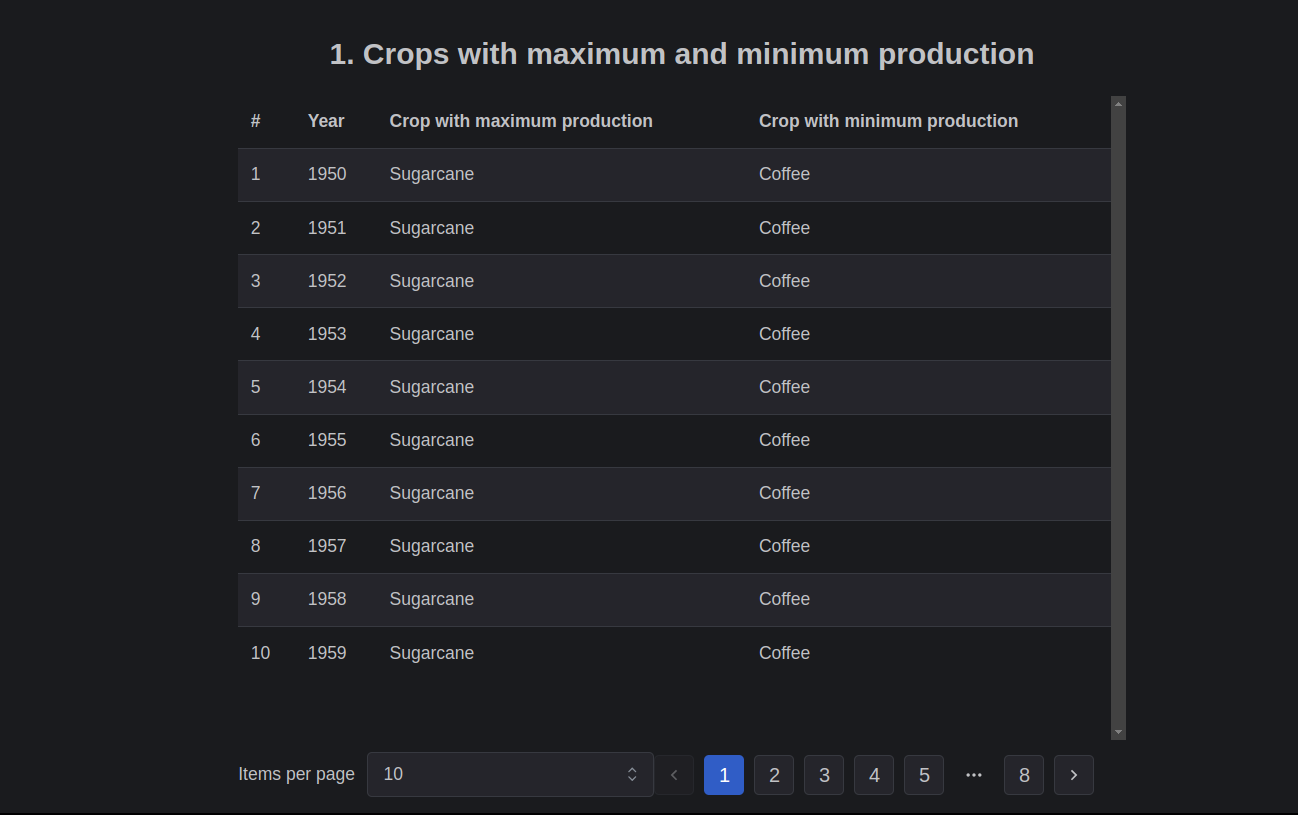 1. Crops with maximum and minimum production
# Year Crop with maximum production Crop with minimum production
1 1950 Sugarcane Coffee
2 1951 Sugarcane Coffee
3 1952 Sugarcane Coffee
4 1953 Sugarcane Coffee
5 1954 Sugarcane Coffee
6 1955 Sugarcane Coffee
7 1956 Sugarcane Coffee
8 1957 Sugarcane Coffee
9 1958 Sugarcane Coffee
10 1959 Sugarcane Coffee
Items per page 10 1 2 3 4 5 ••• 8